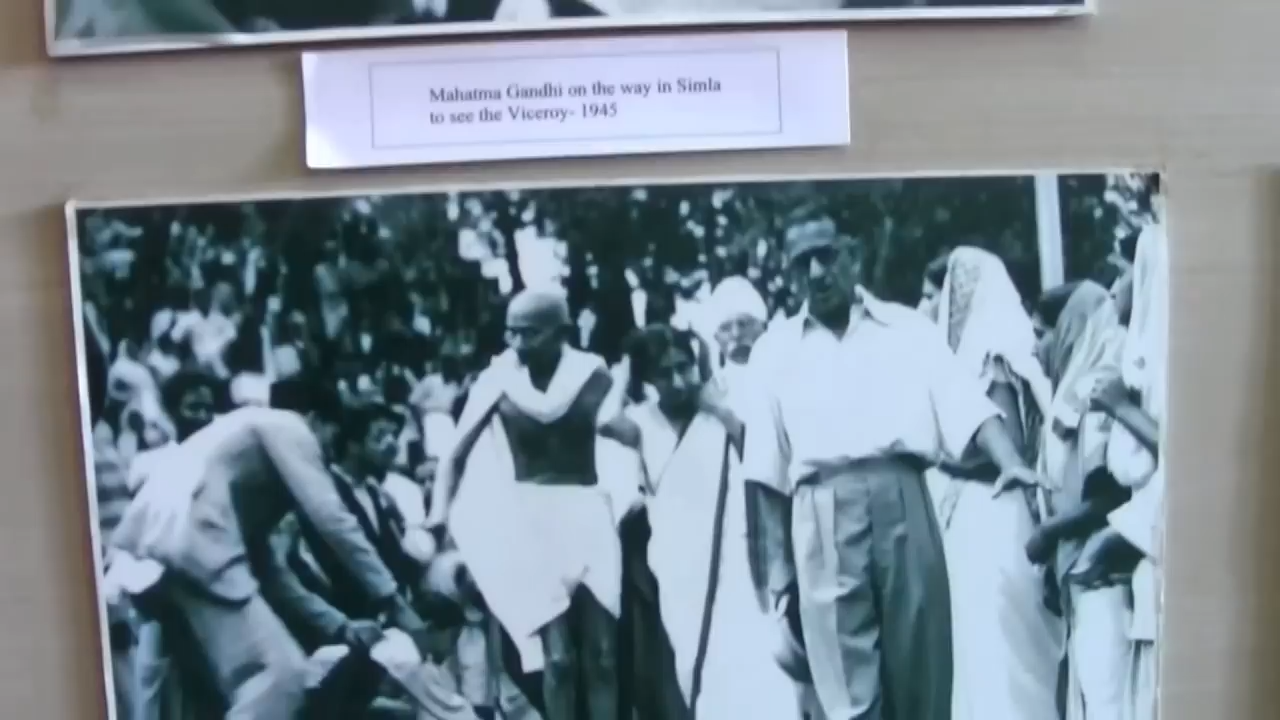 Mahatma Gandhi on the way in Simla
to see the Viceroy- 1945